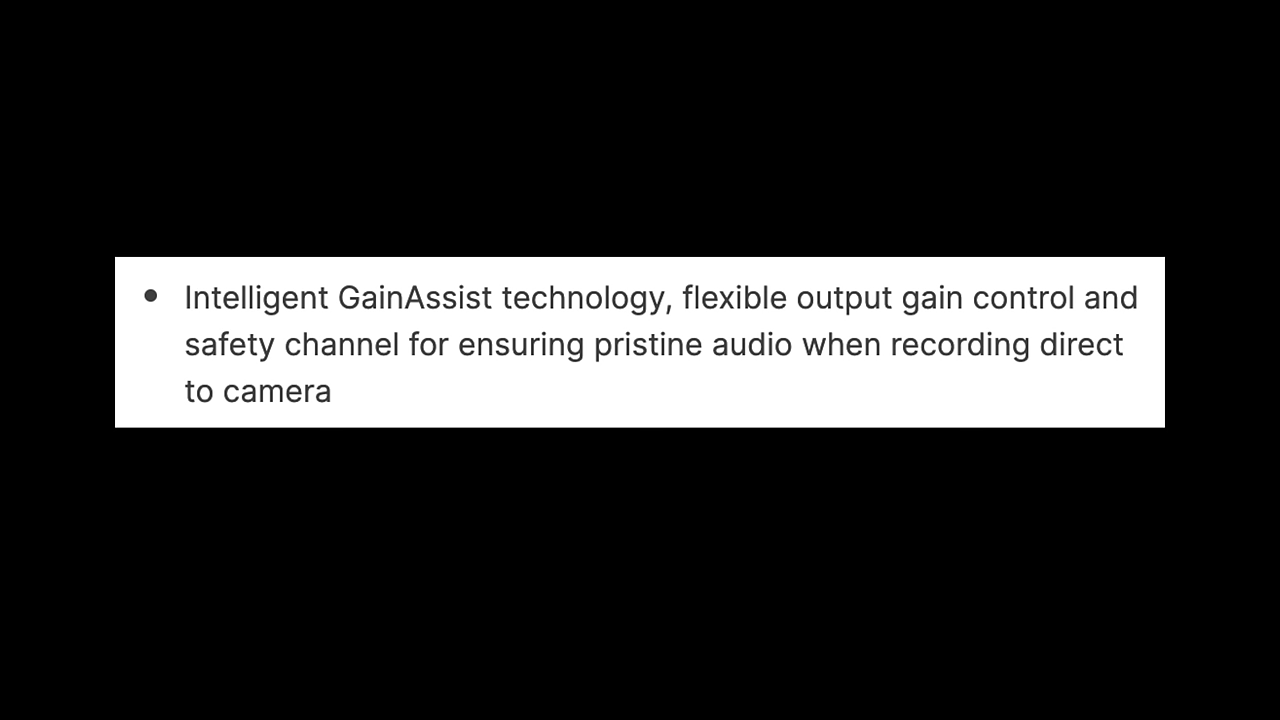 • Intelligent GainAssist technology, flexible output gain control and
safety channel for ensuring pristine audio when recording direct
to camera